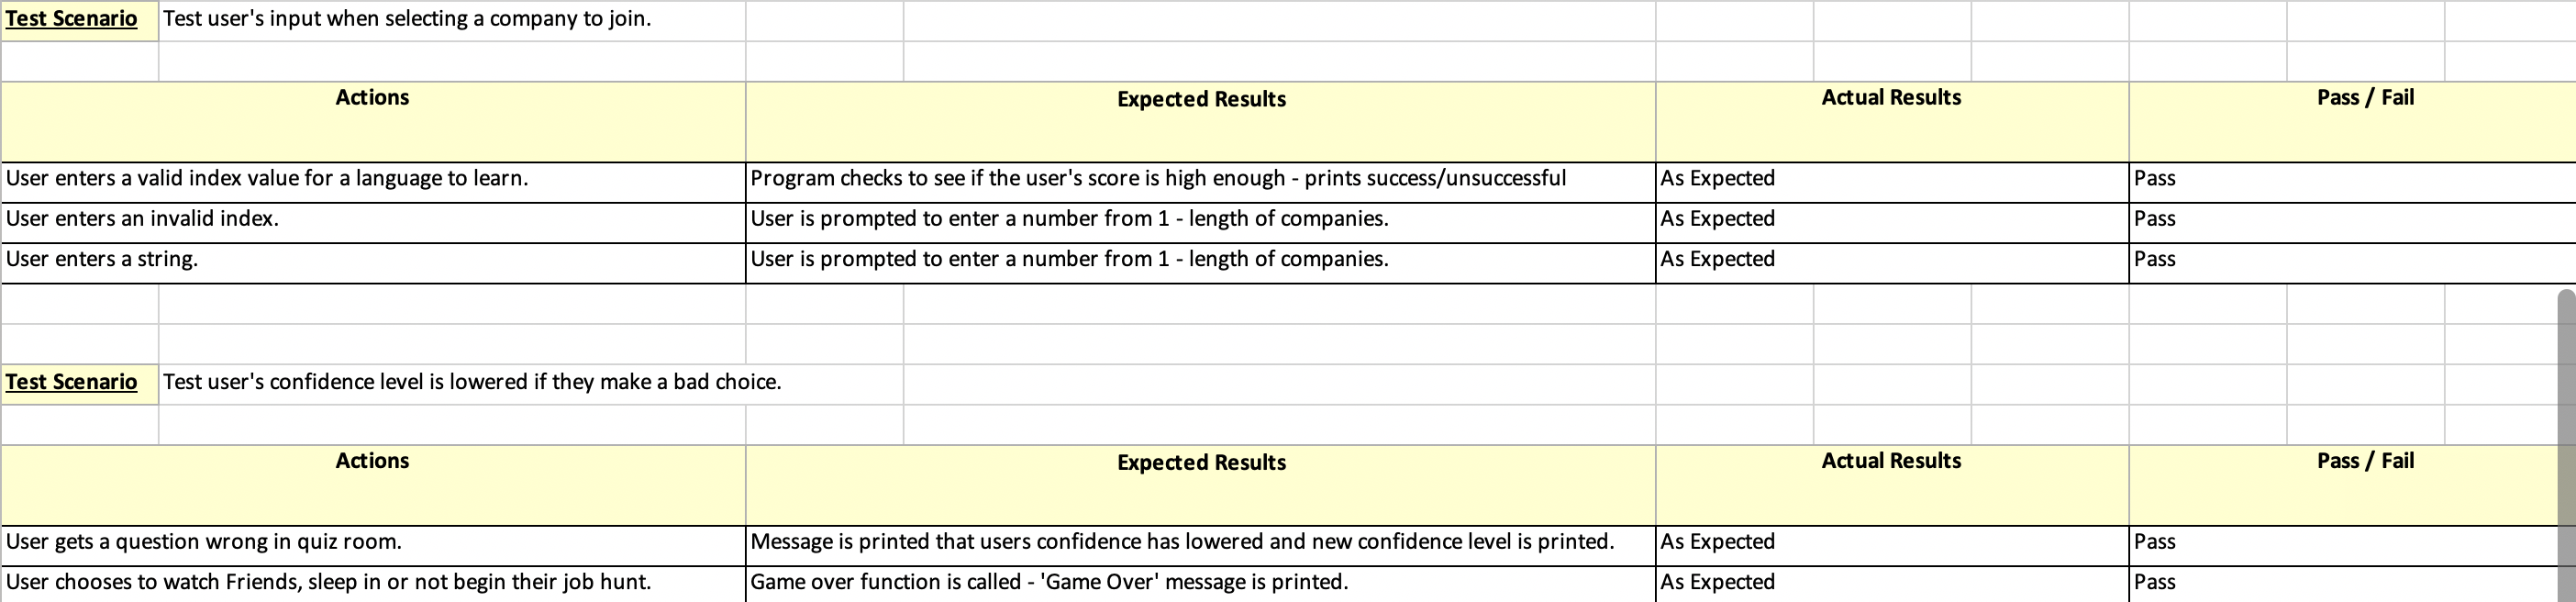 Test Scenario Test user's input when selecting a company to join.
Actions Expected Results Actual Results Pass / Fail
User enters a valid index value for a language to learn. Program checks to see if the user's score is high enough - prints success/unsuccessful As Expected Pass
User enters an invalid index. User is prompted to enter a number from 1 - length of companies. As Expected Pass
User enters a string. User is prompted to enter a number from 1 - length of companies. As Expected Pass
Test Scenario Test user's confidence level is lowered if they make a bad choice.
Actions Expected Results Actual Results Pass / Fail
User gets a question wrong in quiz room. Message is printed that users confidence has lowered and new confidence level is printed. As Expected Pass
User chooses to watch Friends, sleep in or not begin their job hunt. Game over function is called - 'Game Over' message is printed. As Expected Pass